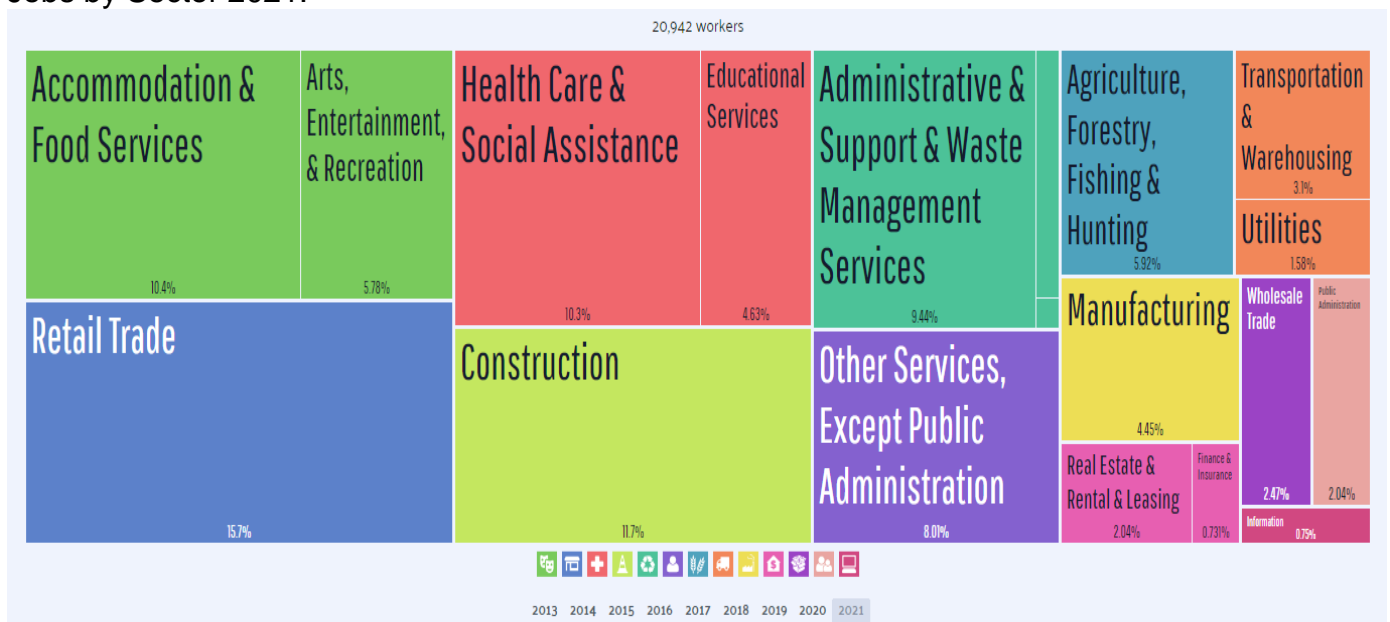 Jobs by Sector 2021:
20,942 workers
Accommodation &
Food Services
10.4%
Arts,
Entertainment,
& Recreation
5.78%
Retail Trade
15.7%
Health Care &
Social Assistance
10.3%
Educational
Services
4.63%
Construction
11.7%
Administrative &
Support & Waste
Management
Services
9.44%
Other Services,
Except Public
Administration
8.01%
Agriculture,
Forestry,
Fishing &
Hunting
5.92%
Transportation
&
Warehousing
3.1%
Utilities
1.58%
Manufacturing
4.45%
Real Estate &
Rental & Leasing
2.04%
Finance &
Insurance
0.731%
Wholesale
Trade
2.47%
Public
Administration
2.04%
Information
0.75%
2013 2014 2015 2016 2017 2018 2019 2020 2021